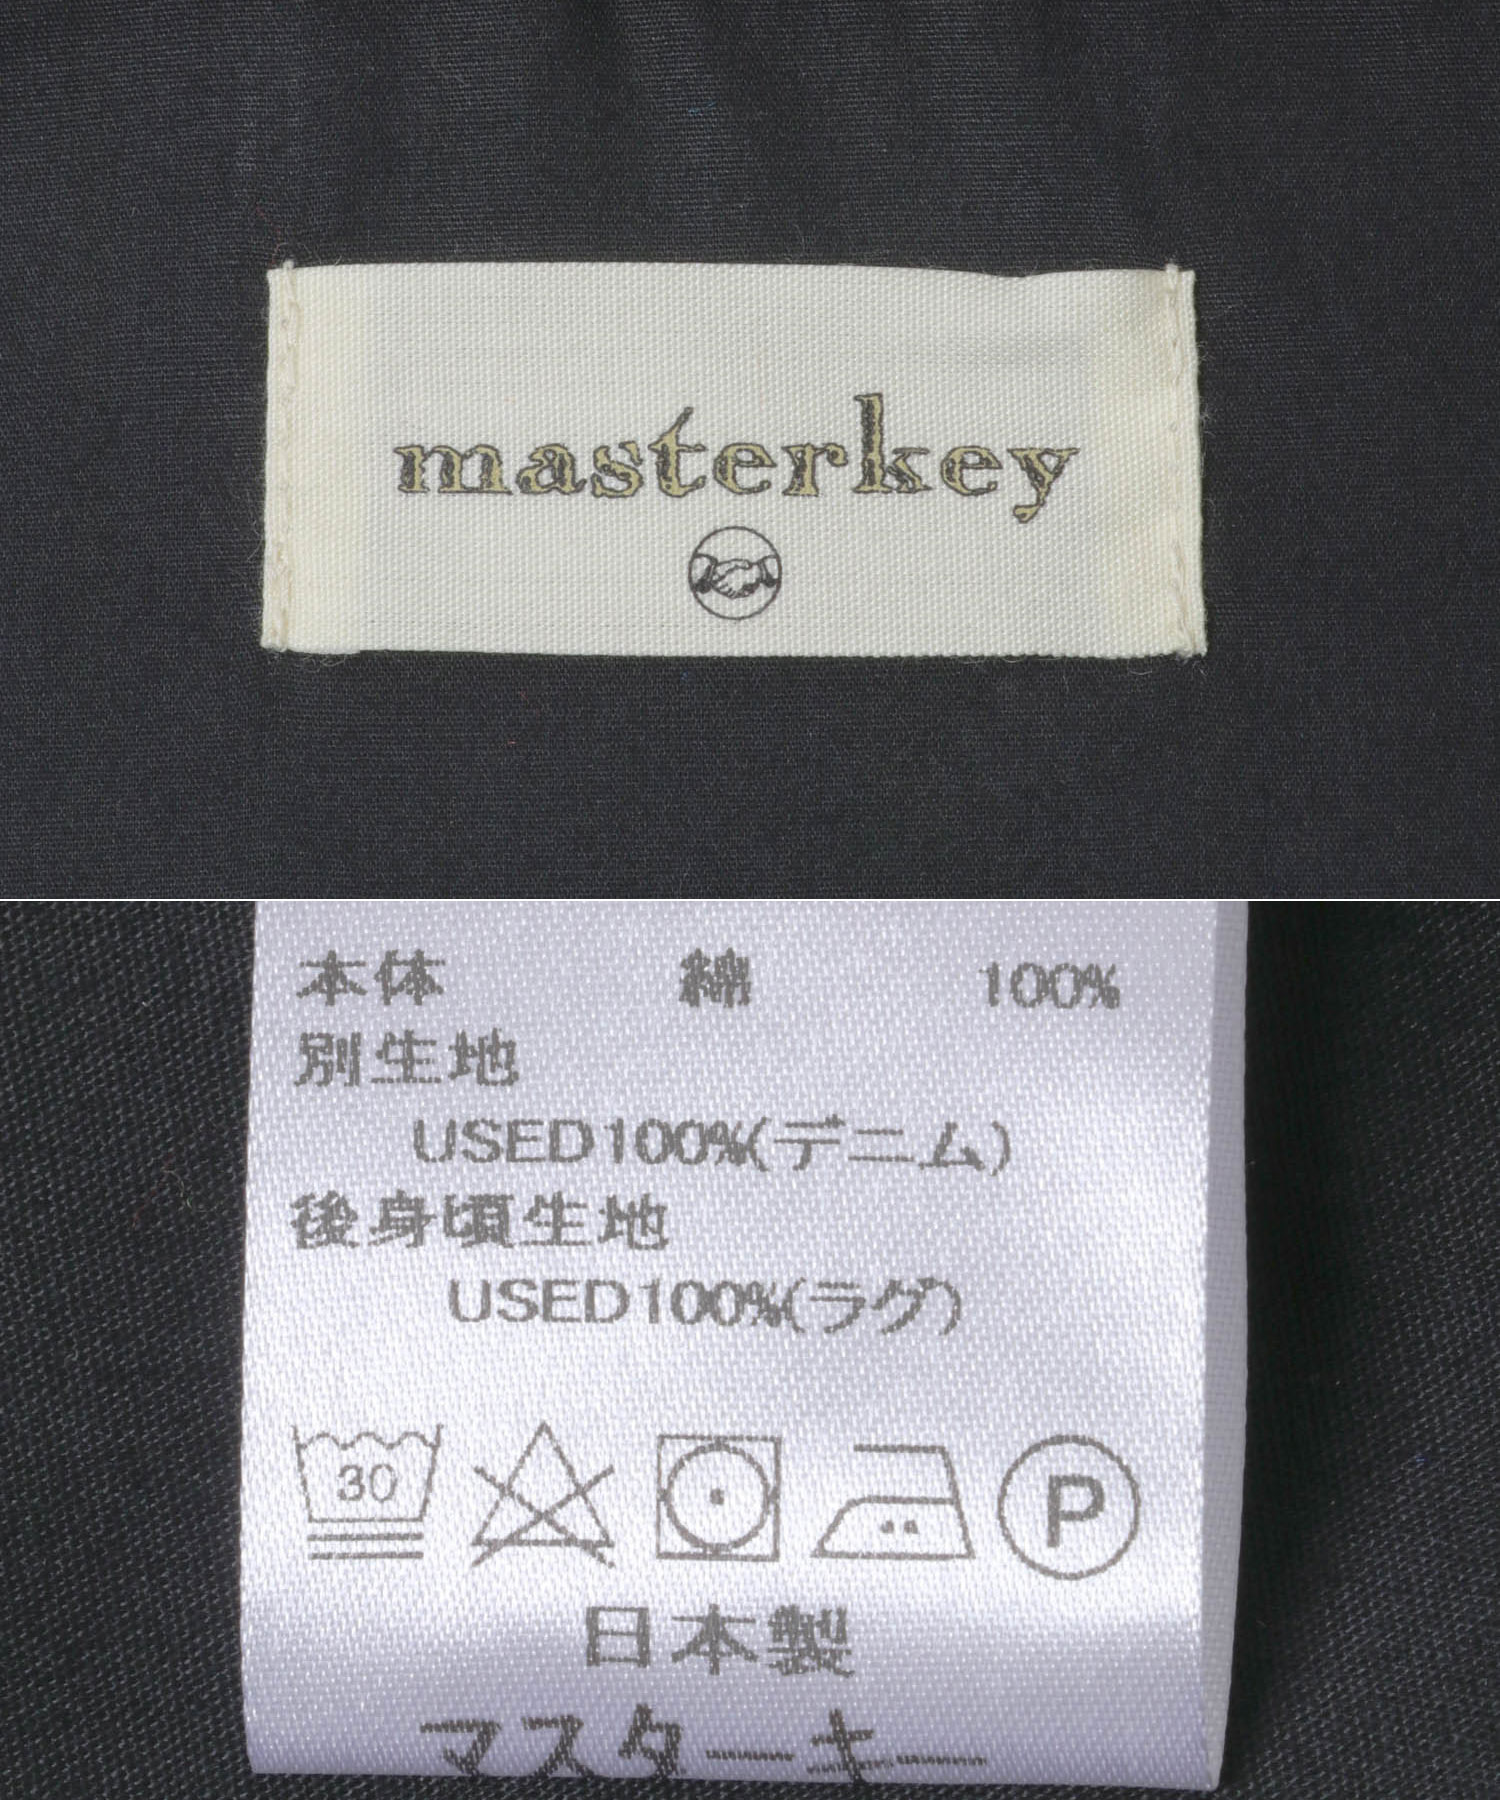 masterkey
本体 綿 100%
別生地
USED100%(デニム)
後身頃生地
USED100%(ラグ)
30
P
日本製
マスターキー